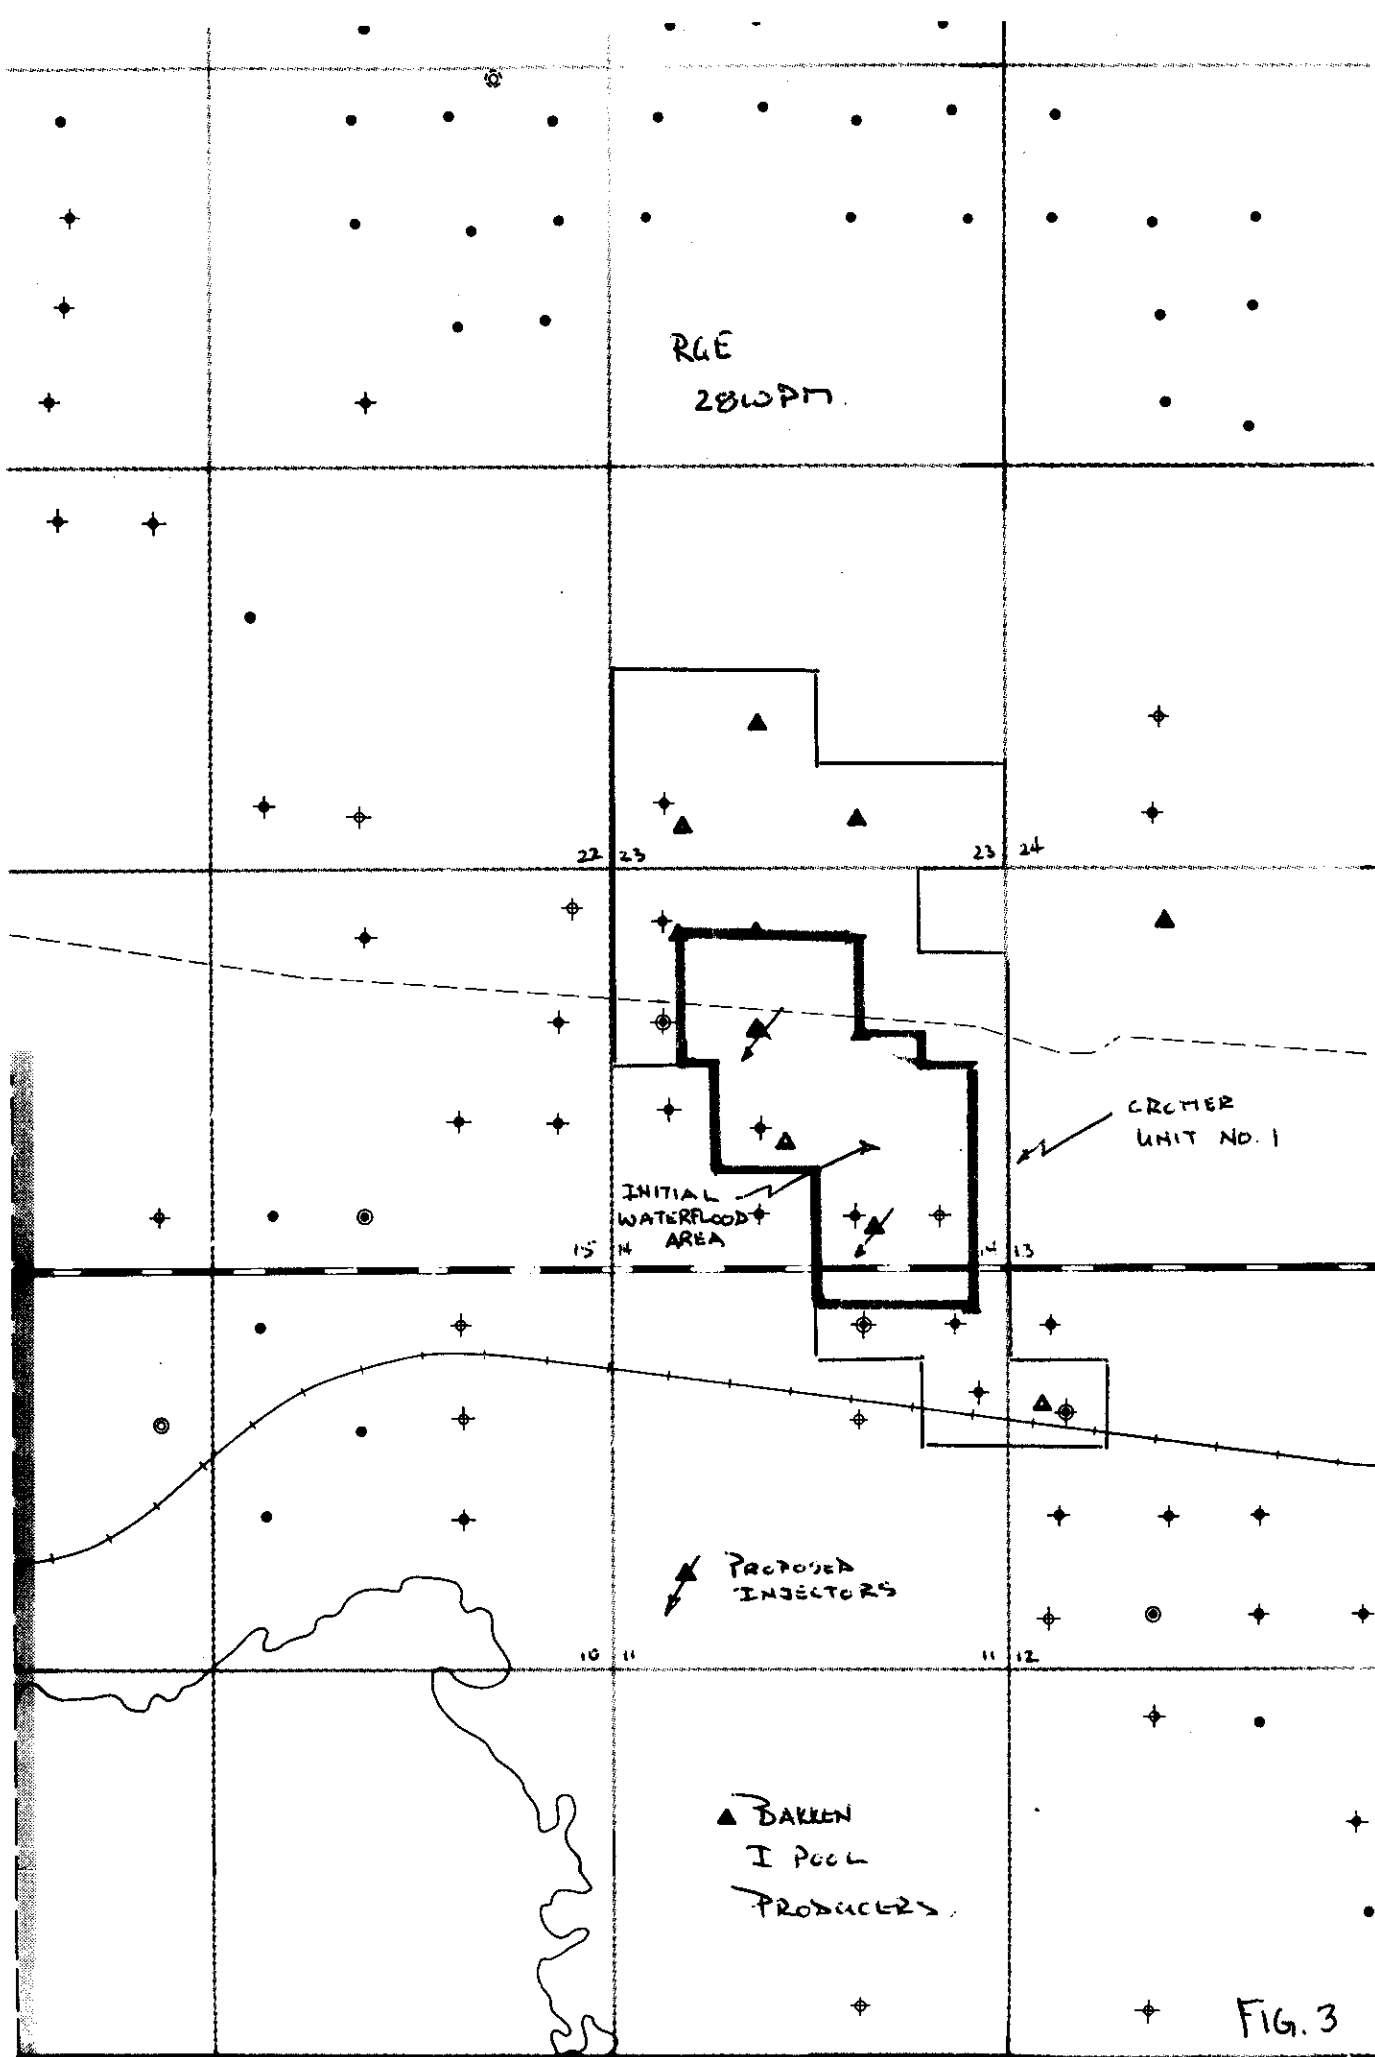 RGE
28WPM.
22 23
23 24
CROMER
UNIT NO. 1
INITIAL
WATERFLOOD
AREA
15 14
14 13
PROPOSED
INJECTORS
10 11
11 12
BAKKEN
I POOL
PRODUCERS.
FIG. 3